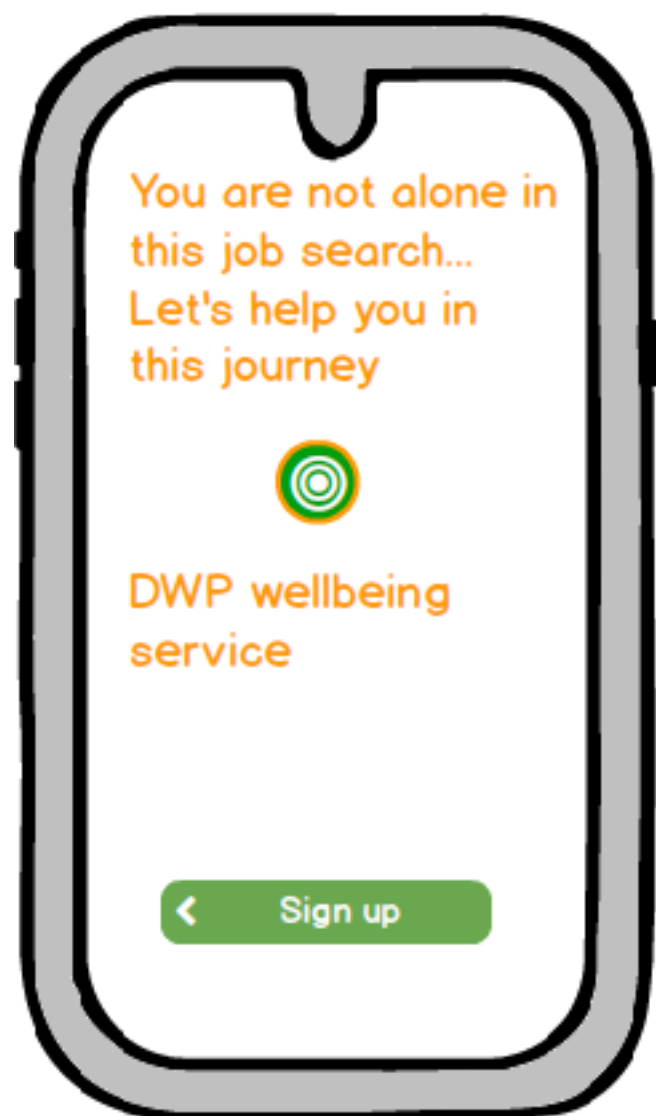 You are not alone in
this job search...
Let's help you in
this journey
DWP wellbeing
service
Sign up